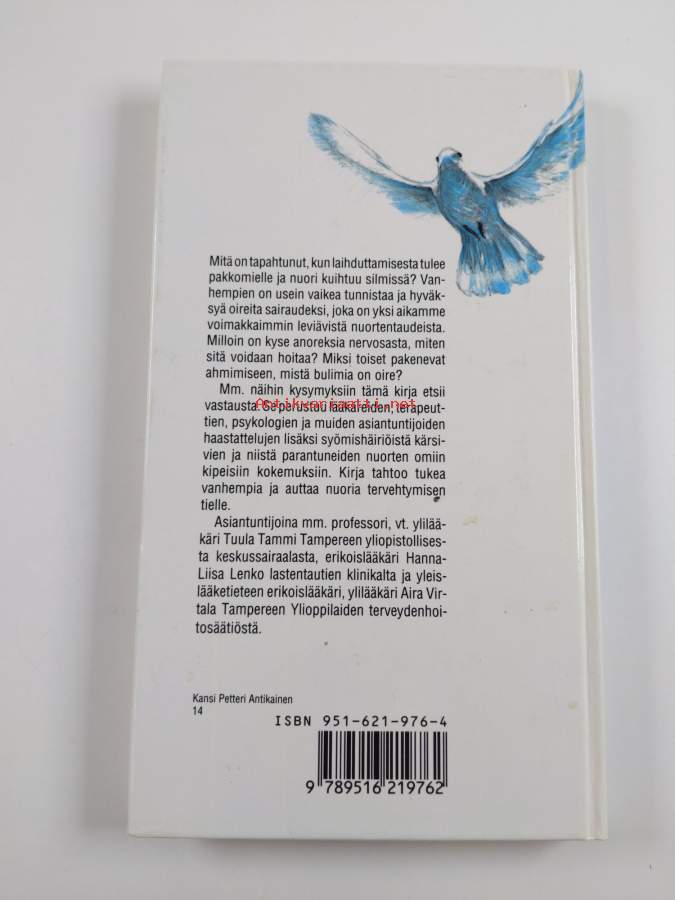 Mitä on tapahtunut, kun laihduttamisesta tulee
pakkomielle ja nuori kuihtuu silmissä? Van-
hempien on usein vaikea tunnistaa ja hyväk-
syä oireita sairaudeksi, joka on yksi aikamme
voimakkaimmin leviävistä nuortentaudeista.
Milloin on kyse anoreksia nervosasta, miten
sitä voidaan hoitaa? Miksi toiset pakenevat
ahmimiseen, mistä bulimia on oire?
Mm. näihin kysymyksiin tämä kirja etsii
Antikvariaatti.net
vastausta. Se perustuu lääkäreiden, terapeut-
tien, psykologien ja muiden asiantuntijoiden
haastattelujen lisäksi syömishäiriöistä kärsi-
vien ja niistä parantuneiden nuorten omiin
kipeisiin kokemuksiin. Kirja tahtoo tukea
vanhempia ja auttaa nuoria tervehtymisen
tielle.
Asiantuntijoina mm. professori, vt. ylilää-
käri Tuula Tammi Tampereen yliopistollises-
ta keskussairaalasta, erikoislääkäri Hanna-
Liisa Lenko lastentautien klinikalta ja yleis-
lääketieteen erikoislääkäri, ylilääkäri Aira Vir-
tala Tampereen Ylioppilaiden terveydenhoi-
tosäätiöstä.
Kansi Petteri Antikainen
14
ISBN 951-621-976-4
9 789516 219762